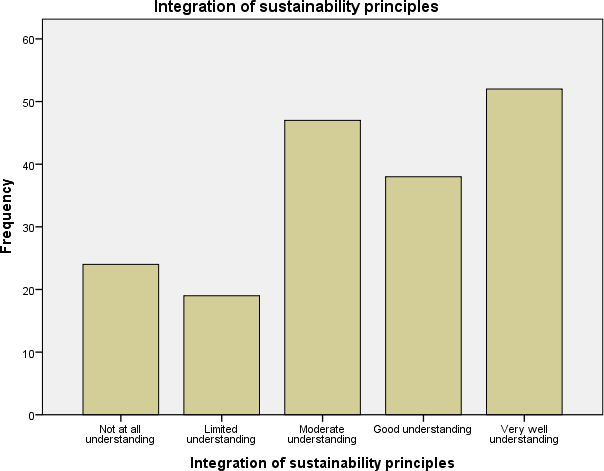 Integration of sustainability principles
60
50
40
30
20
10
0
Frequency
Not at all
understanding
Limited
understanding
Moderate
understanding
Good understanding
Very well
understanding
Integration of sustainability principles